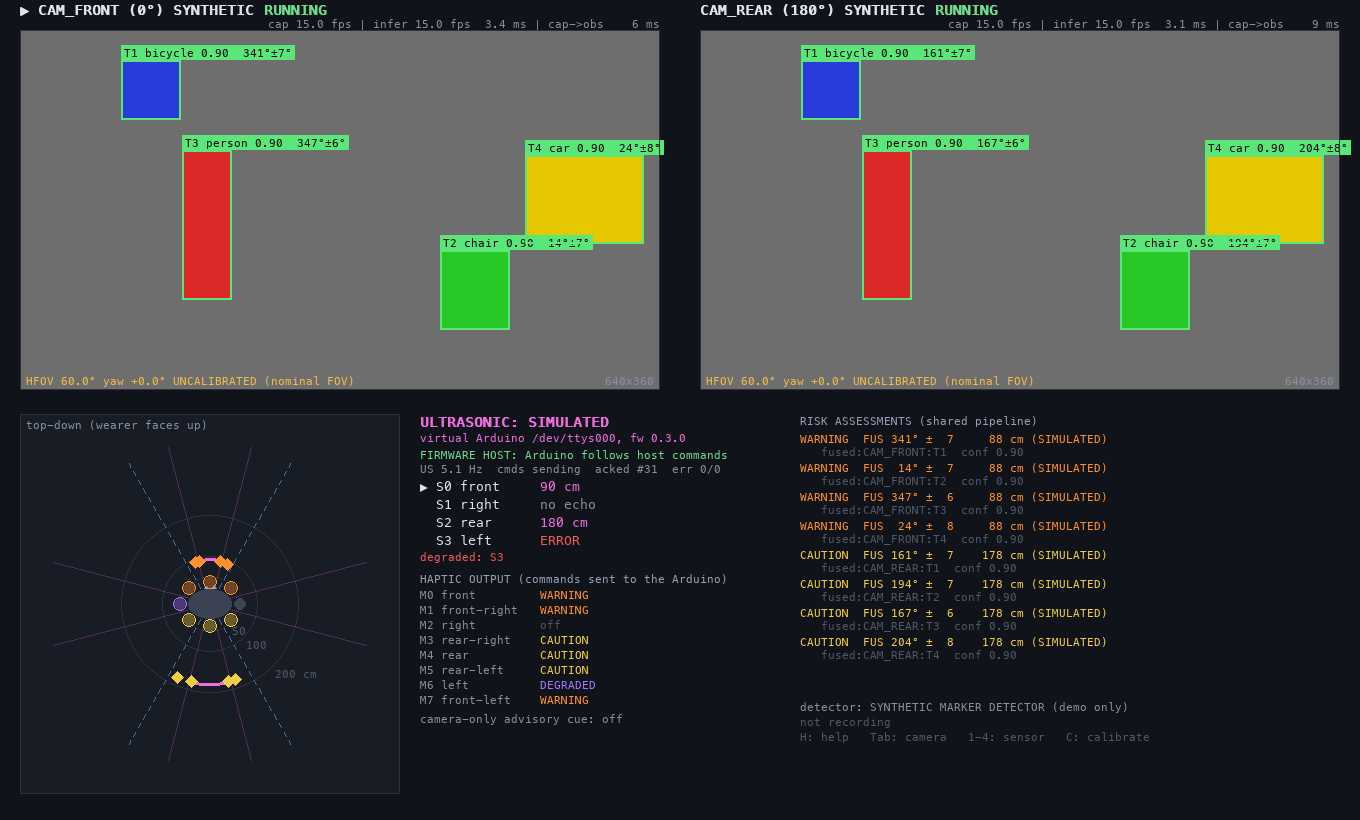 ▶ CAM_FRONT (0°) SYNTHETIC RUNNING
cap 15.0 fps | infer 15.0 fps  3.4 ms | cap->obs    6 ms
T1 bicycle 0.90  341°±7°
T3 person 0.90  347°±6°
T4 car 0.90  24°±8°
T2 chair 0.90  14°±7°
HFOV 60.0° yaw +0.0° UNCALIBRATED (nominal FOV)
640x360
CAM_REAR (180°) SYNTHETIC RUNNING
cap 15.0 fps | infer 15.0 fps  3.1 ms | cap->obs    9 ms
T1 bicycle 0.90  161°±7°
T3 person 0.90  167°±6°
T4 car 0.90  204°±8°
T2 chair 0.90  194°±7°
HFOV 60.0° yaw +0.0° UNCALIBRATED (nominal FOV)
640x360
top-down (wearer faces up)
50
100
200 cm
ULTRASONIC: SIMULATED
virtual Arduino /dev/ttys000, fw 0.3.0
FIRMWARE HOST: Arduino follows host commands
US 5.1 Hz  cmds sending  acked #31  err 0/0
▶ S0 front  90 cm
S1 right  no echo
S2 rear  180 cm
S3 left  ERROR
degraded: S3
HAPTIC OUTPUT (commands sent to the Arduino)
M0 front  WARNING
M1 front-right  WARNING
M2 right  off
M3 rear-right  CAUTION
M4 rear  CAUTION
M5 rear-left  CAUTION
M6 left  DEGRADED
M7 front-left  WARNING
camera-only advisory cue: off
RISK ASSESSMENTS (shared pipeline)
WARNING  FUS 341° ±  7     88 cm (SIMULATED)
fused:CAM_FRONT:T1  conf 0.90
WARNING  FUS  14° ±  7     88 cm (SIMULATED)
fused:CAM_FRONT:T2  conf 0.90
WARNING  FUS 347° ±  6     88 cm (SIMULATED)
fused:CAM_FRONT:T3  conf 0.90
WARNING  FUS  24° ±  8     88 cm (SIMULATED)
fused:CAM_FRONT:T4  conf 0.90
CAUTION  FUS 161° ±  7    178 cm (SIMULATED)
fused:CAM_REAR:T1  conf 0.90
CAUTION  FUS 194° ±  7    178 cm (SIMULATED)
fused:CAM_REAR:T2  conf 0.90
CAUTION  FUS 167° ±  6    178 cm (SIMULATED)
fused:CAM_REAR:T3  conf 0.90
CAUTION  FUS 204° ±  8    178 cm (SIMULATED)
fused:CAM_REAR:T4  conf 0.90
detector: SYNTHETIC MARKER DETECTOR (demo only)
not recording
H: help   Tab: camera   1-4: sensor   C: calibrate